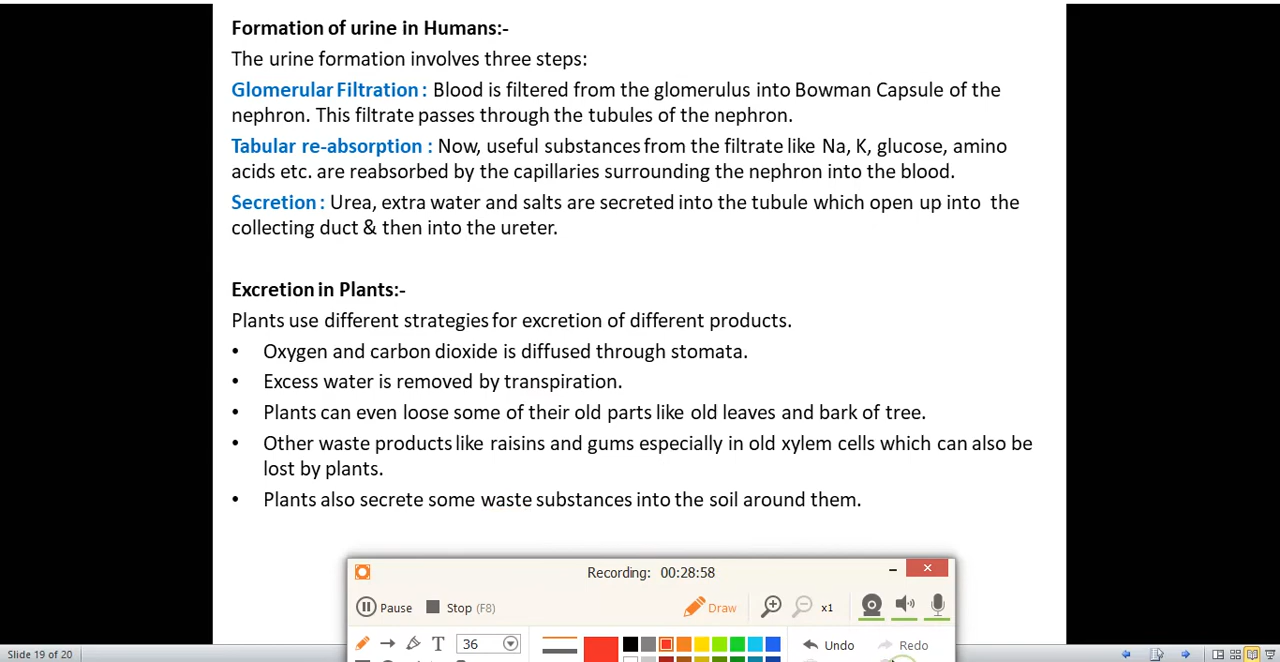 Formation of urine in Humans:-
The urine formation involves three steps:
Glomerular Filtration : Blood is filtered from the glomerulus into Bowman Capsule of the
nephron. This filtrate passes through the tubules of the nephron.
Tabular re-absorption : Now, useful substances from the filtrate like Na, K, glucose, amino
acids etc. are reabsorbed by the capillaries surrounding the nephron into the blood.
Secretion : Urea, extra water and salts are secreted into the tubule which open up into the
collecting duct & then into the ureter.
Excretion in Plants:-
Plants use different strategies for excretion of different products.
• Oxygen and carbon dioxide is diffused through stomata.
• Excess water is removed by transpiration.
• Plants can even loose some of their old parts like old leaves and bark of tree.
• Other waste products like raisins and gums especially in old xylem cells which can also be
lost by plants.
• Plants also secrete some waste substances into the soil around them.
Recording: 00:28:58
Pause Stop (F8) Draw x1
T 36 Undo Redo
Slide 19 of 20